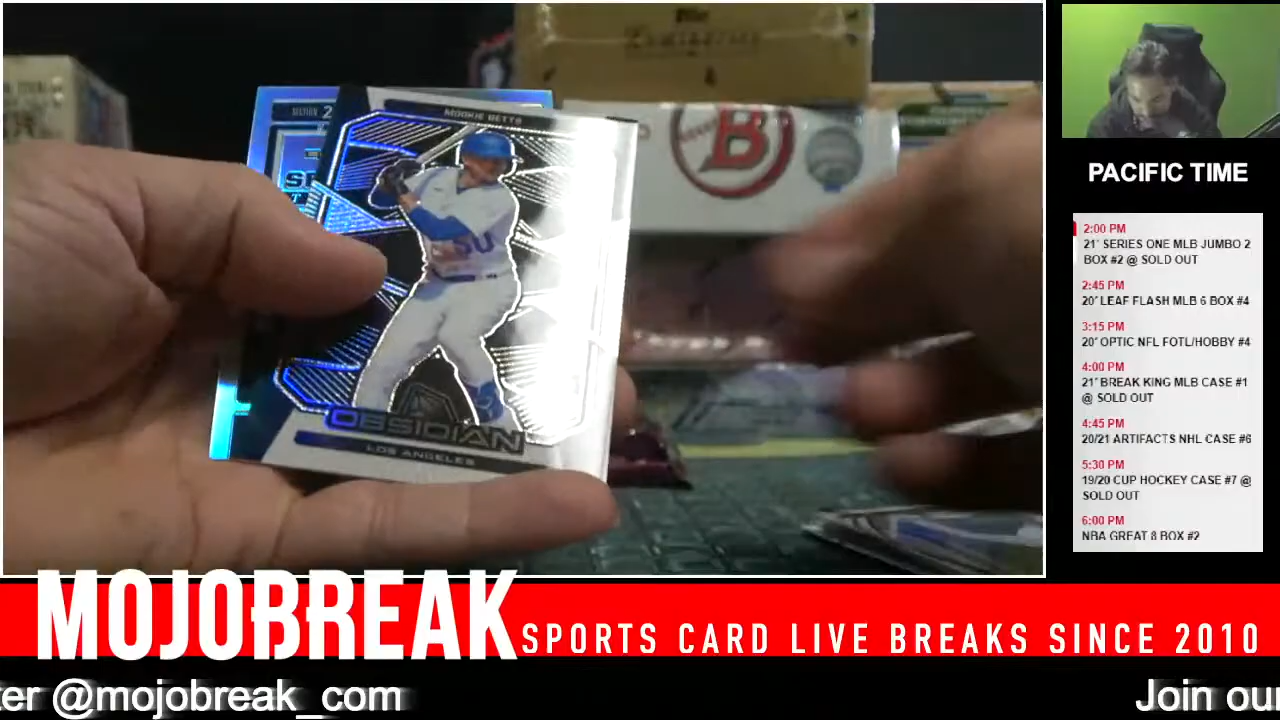 MOOKIE BETTS
SECTION 2
OBSIDIAN
LOS ANGELES
50
B
PACIFIC TIME
2:00 PM
21' SERIES ONE MLB JUMBO 2
BOX #2 @ SOLD OUT
2:45 PM
20' LEAF FLASH MLB 6 BOX #4
3:15 PM
20' OPTIC NFL FOTL/HOBBY #4
4:00 PM
21' BREAK KING MLB CASE #1
@ SOLD OUT
4:45 PM
20/21 ARTIFACTS NHL CASE #6
5:30 PM
19/20 CUP HOCKEY CASE #7 @
SOLD OUT
6:00 PM
NBA GREAT 8 BOX #2
MOJOBREAK
SPORTS CARD LIVE BREAKS SINCE 2010
ter @mojobreak_com
Join our